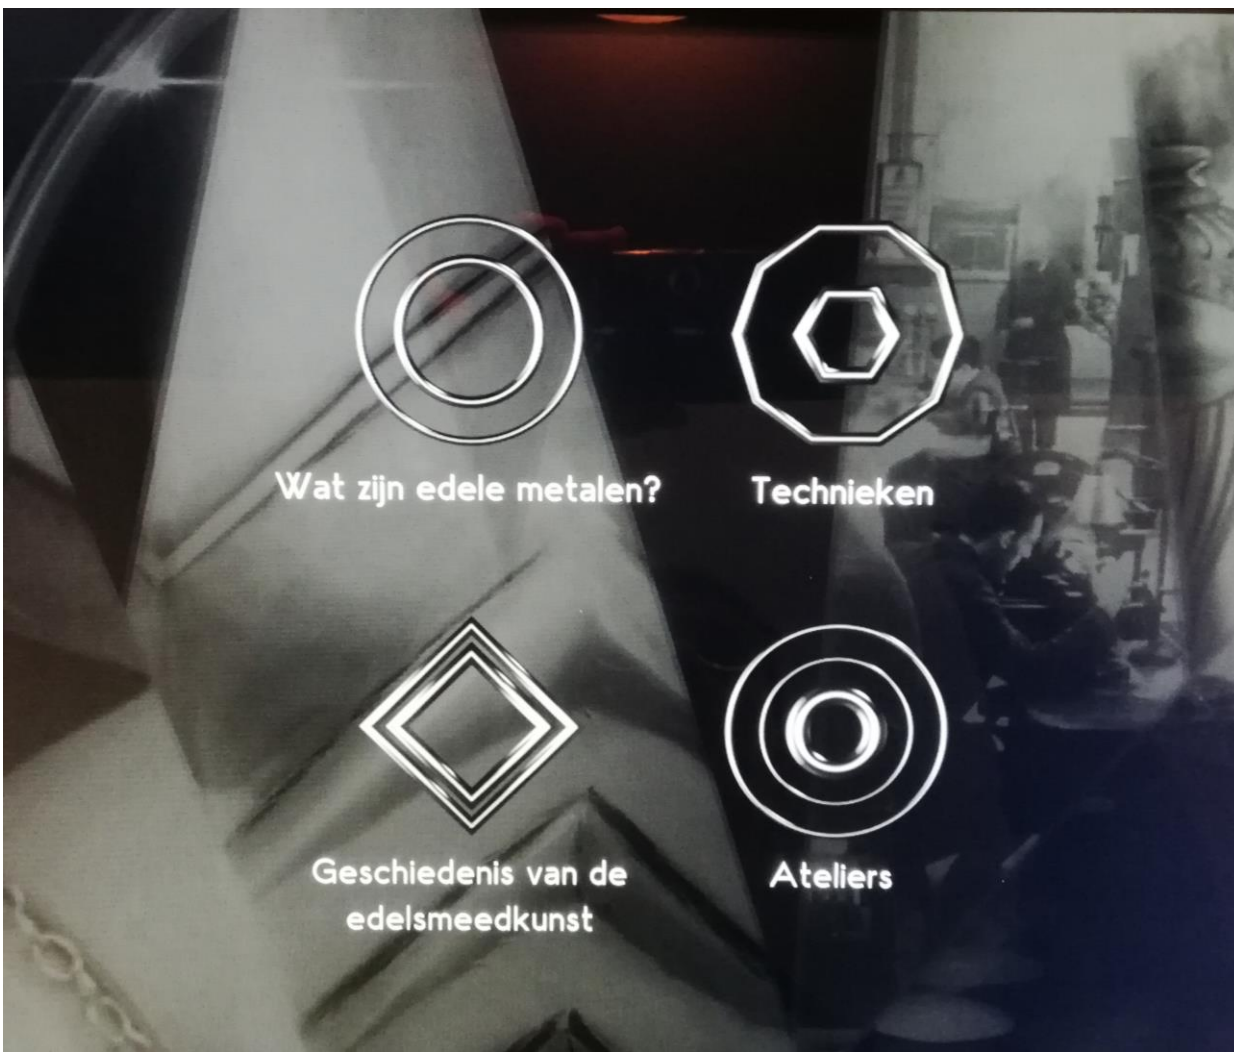 Wat zijn edele metalen?
Technieken
Geschiedenis van de
edelsmeedkunst
Ateliers